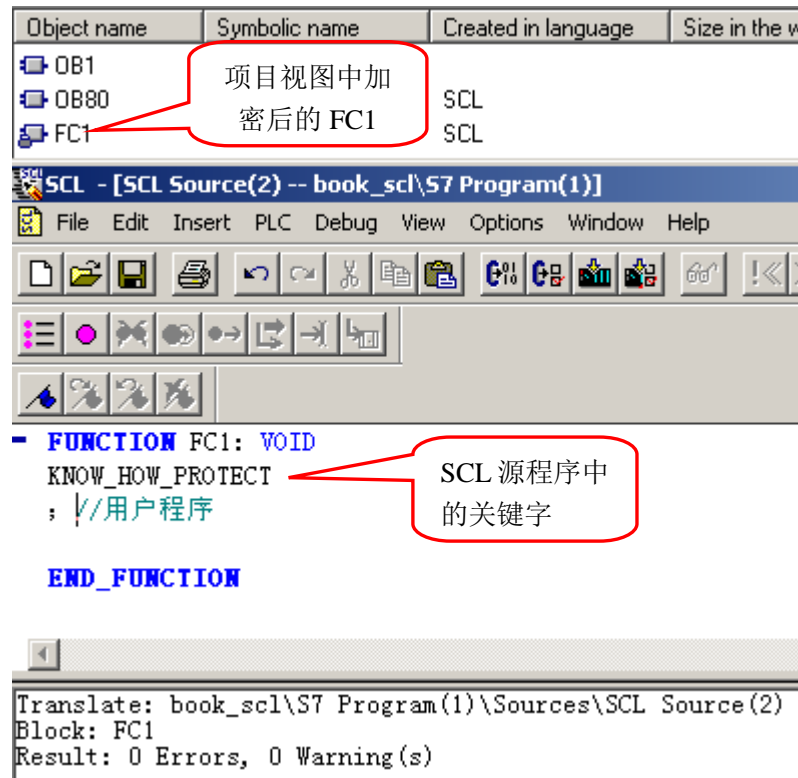 Object name Symbolic name Created in language Size in the w
OB1
OB80 SCL
FC1 SCL
项目视图中加
密后的 FC1
SCL - [SCL Source(2) -- book_scl\S7 Program(1)]
File Edit Insert PLC Debug View Options Window Help
FUNCTION FC1: VOID
KNOW_HOW_PROTECT
; //用户程序
SCL 源程序中
的关键字
END_FUNCTION
Translate: book_scl\S7 Program(1)\Sources\SCL Source(2)
Block: FC1
Result: 0 Errors, 0 Warning(s)